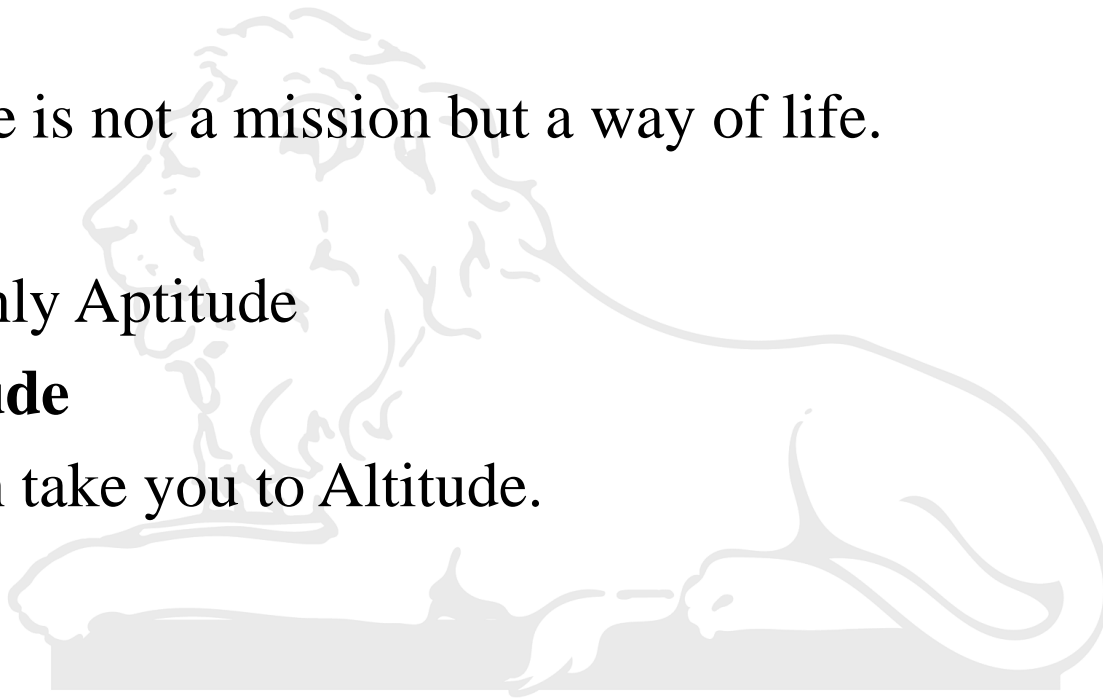 e is not a mission but a way of life.
nly Aptitude
ude
take you to Altitude.